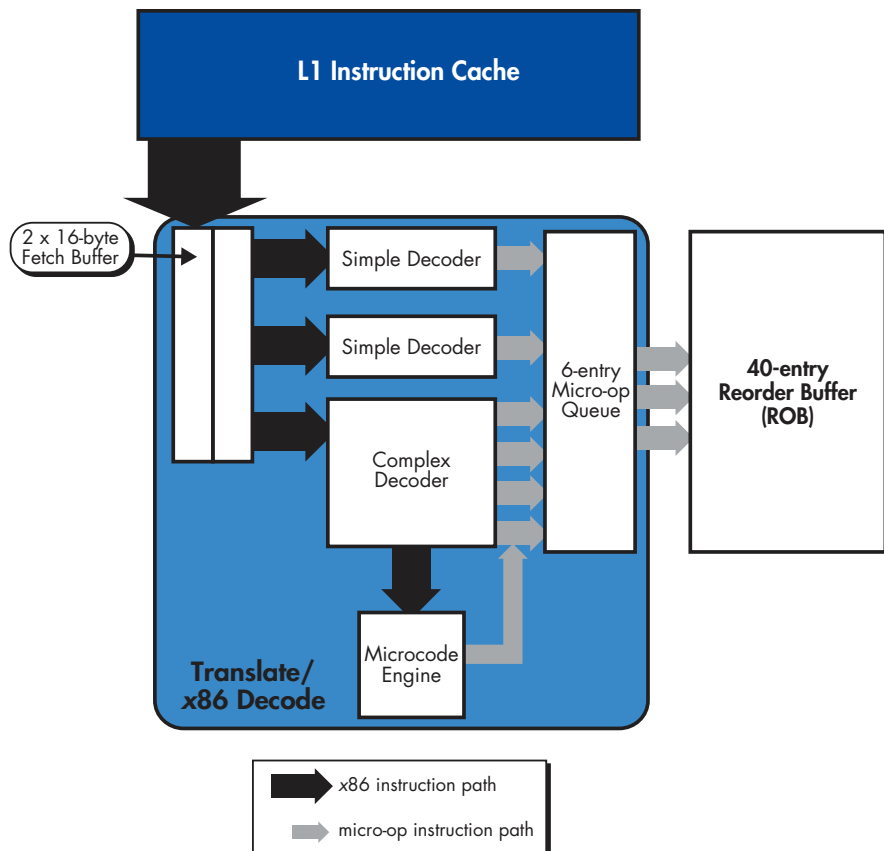 L1 Instruction Cache
2 x 16-byte
Fetch Buffer
Simple Decoder
Simple Decoder
Complex
Decoder
6-entry
Micro-op
Queue
40-entry
Reorder Buffer
(ROB)
Microcode
Engine
Translate/
x86 Decode
x86 instruction path
micro-op instruction path